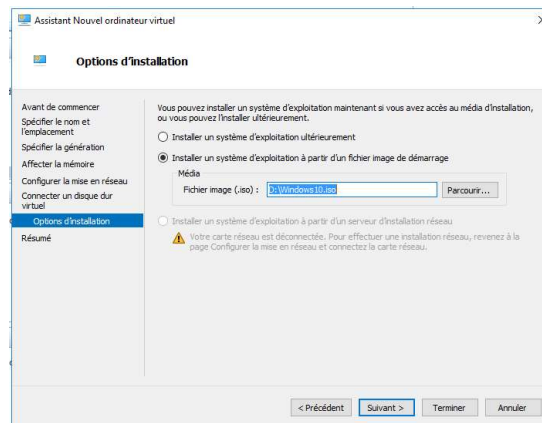 Assistant Nouvel ordinateur virtuel
Options d'installation
Avant de commencer
Spécifier le nom et
l'emplacement
Spécifier la génération
Affecter la mémoire
Configurer la mise en réseau
Connecter un disque dur
virtuel
Options d'installation
Résumé
Vous pouvez installer un système d'exploitation maintenant si vous avez accès au média d'installation,
ou vous pouvez l'installer ultérieurement.
Installer un système d'exploitation ultérieurement
Installer un système d'exploitation à partir d'un fichier image de démarrage
Média
Fichier image (.iso) : D:\Windows10.iso Parcourir...
Installer un système d'exploitation à partir d'un serveur d'installation réseau
Votre carte réseau est déconnectée. Pour effectuer une installation réseau, revenez à la
page Configurer la mise en réseau et connectez la carte réseau.
< Précédent Suivant > Terminer Annuler